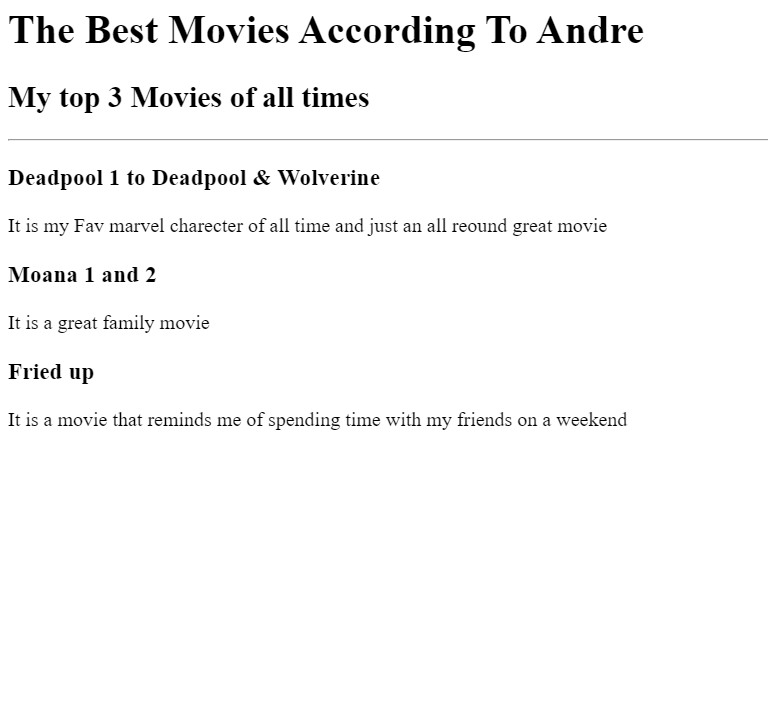 The Best Movies According To Andre
My top 3 Movies of all times
Deadpool 1 to Deadpool & Wolverine
It is my Fav marvel charecter of all time and just an all reound great movie
Moana 1 and 2
It is a great family movie
Fried up
It is a movie that reminds me of spending time with my friends on a weekend